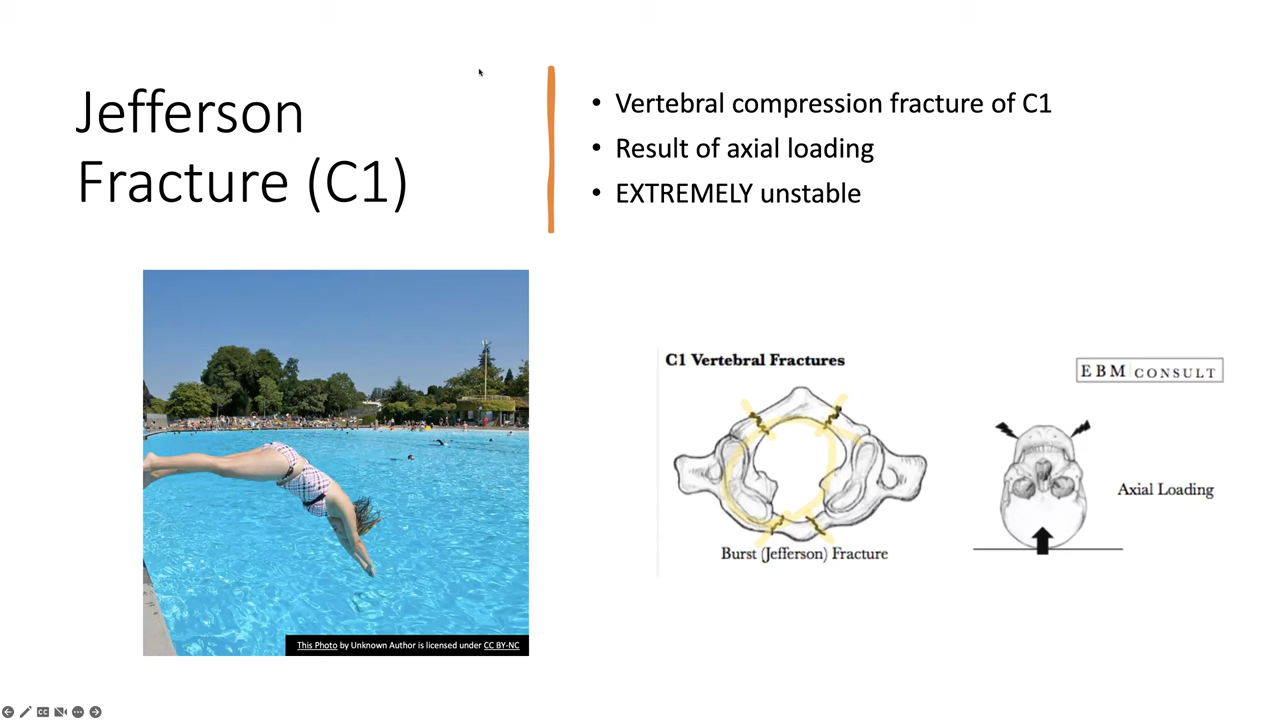 Jefferson
Fracture (C1)
• Vertebral compression fracture of C1
• Result of axial loading
• EXTREMELY unstable
This Photo by Unknown Author is licensed under CC BY-NC
C1 Vertebral Fractures
EBM CONSULT
Axial Loading
Burst (Jefferson) Fracture
CC